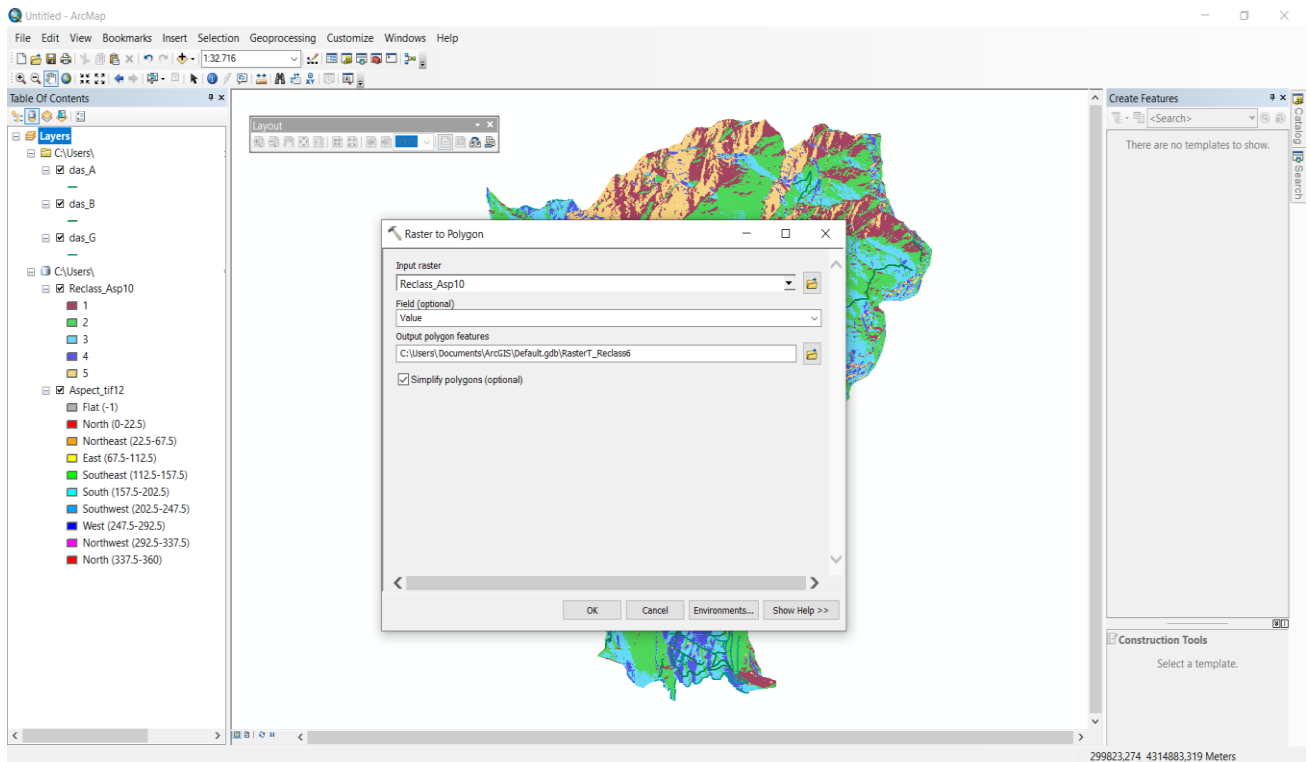 Untitled - ArcMap
File Edit View Bookmarks Insert Selection Geoprocessing Customize Windows Help
1:32.716
Table Of Contents
Layers
C:\Users\
das_A
das_B
das_G
C:\Users\
Reclass_Asp10
1
2
3
4
5
Aspect_tif12
Flat (-1)
North (0-22.5)
Northeast (22.5-67.5)
East (67.5-112.5)
Southeast (112.5-157.5)
South (157.5-202.5)
Southwest (202.5-247.5)
West (247.5-292.5)
Northwest (292.5-337.5)
North (337.5-360)
Layout
Raster to Polygon
Input raster
Reclass_Asp10
Field (optional)
Value
Output polygon features
C:\Users\Documents\ArcGIS\Default.gdb\RasterT_Reclass6
Simplify polygons (optional)
OK Cancel Environments... Show Help >>
Create Features
<Search>
There are no templates to show.
Construction Tools
Select a template.
Catalog
Search
299823,274 4314883,319 Meters